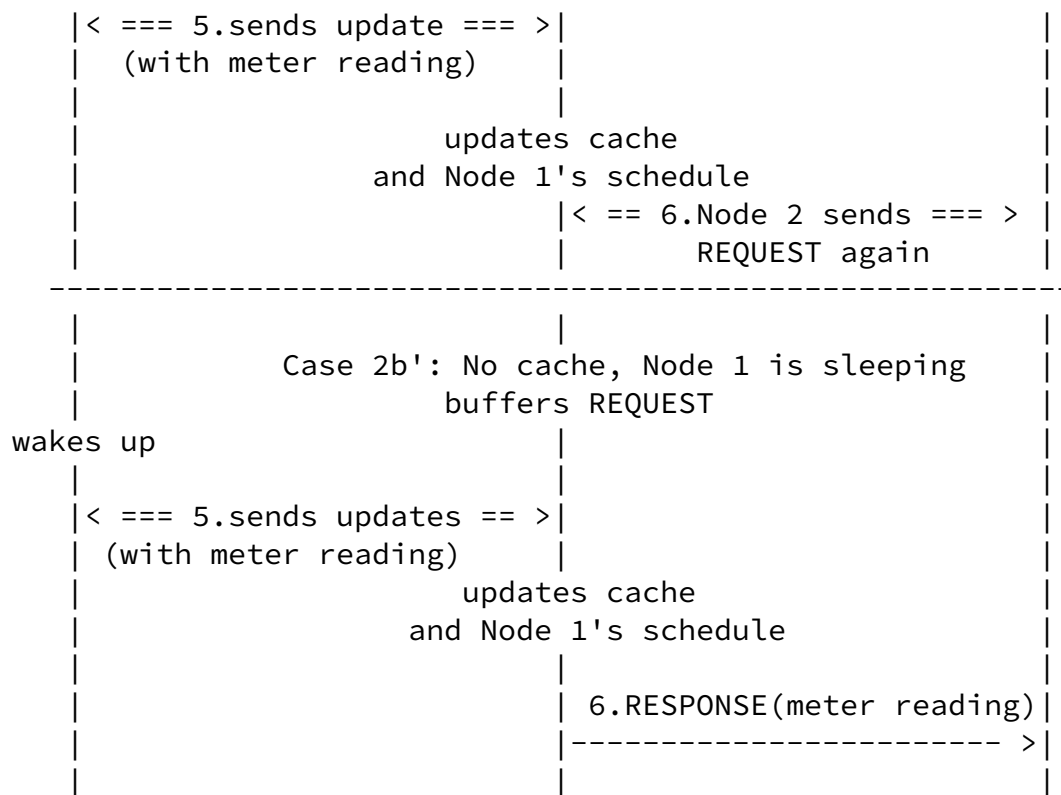 |< === 5.sends update === >|                          |
|  (with meter reading)    |                          |
|                          |                          |
|                    updates cache                    |
|                and Node 1's schedule                |
|                          |< == 6.Node 2 sends === > |
|                          |       REQUEST again      |
---------------------------------------------------------
|                          |                          |
|           Case 2b': No cache, Node 1 is sleeping    |
|                    buffers REQUEST                  |
wakes up                       |                          |
|                          |                          |
|< === 5.sends updates == >|                          |
| (with meter reading)     |                          |
|                     updates cache                   |
|                  and Node 1's schedule              |
|                          |                          |
|                          | 6.RESPONSE(meter reading)|
|                          |------------------------ >|
|                          |                          |